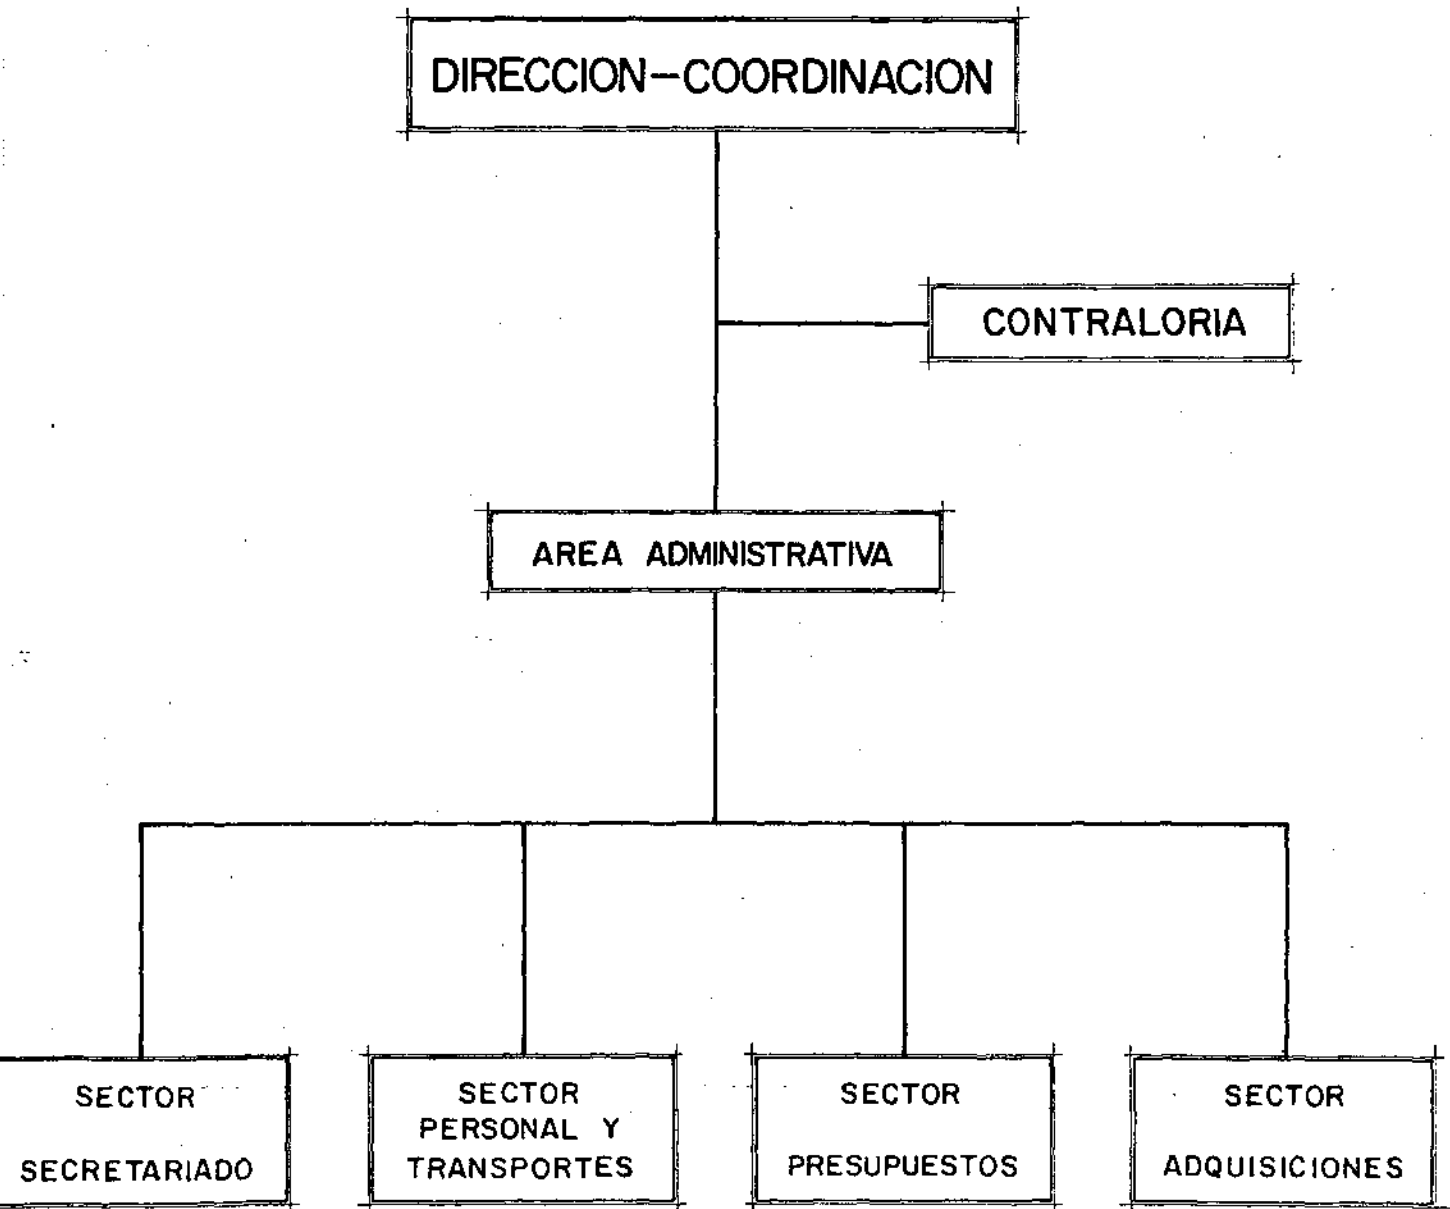 DIRECCION-COORDINACION
CONTRALORIA
AREA ADMINISTRATIVA
SECTOR
SECRETARIADO
SECTOR
PERSONAL Y
TRANSPORTES
SECTOR
PRESUPUESTOS
SECTOR
ADQUISICIONES